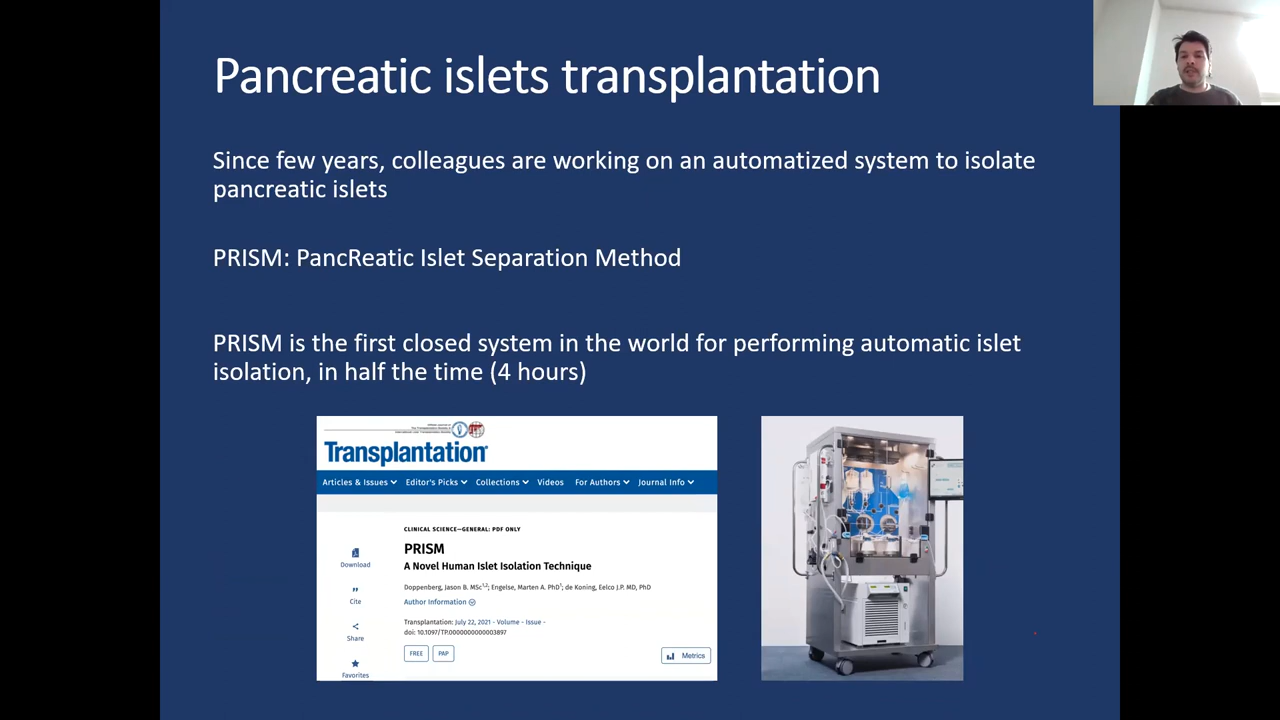 Pancreatic islets transplantation
Since few years, colleagues are working on an automatized system to isolate
pancreatic islets
PRISM: PancReatic Islet Separation Method
PRISM is the first closed system in the world for performing automatic islet
isolation, in half the time (4 hours)
Transplantation
Articles & Issues
Editor's Picks
Collections
Videos
For Authors
Journal Info
CLINICAL SCIENCE—GENERAL: PDF ONLY
PRISM
A Novel Human Islet Isolation Technique
Doppenberg, Jason B. MSc1,2; Engelse, Marten A. PhD1; de Koning, Eelco J.P. MD, PhD
Author Information
Transplantation: July 22, 2021 - Volume - Issue -
doi: 10.1097/TP.0000000000003897
FREE
PAP
Metrics
Download
Cite
Share
Favorites